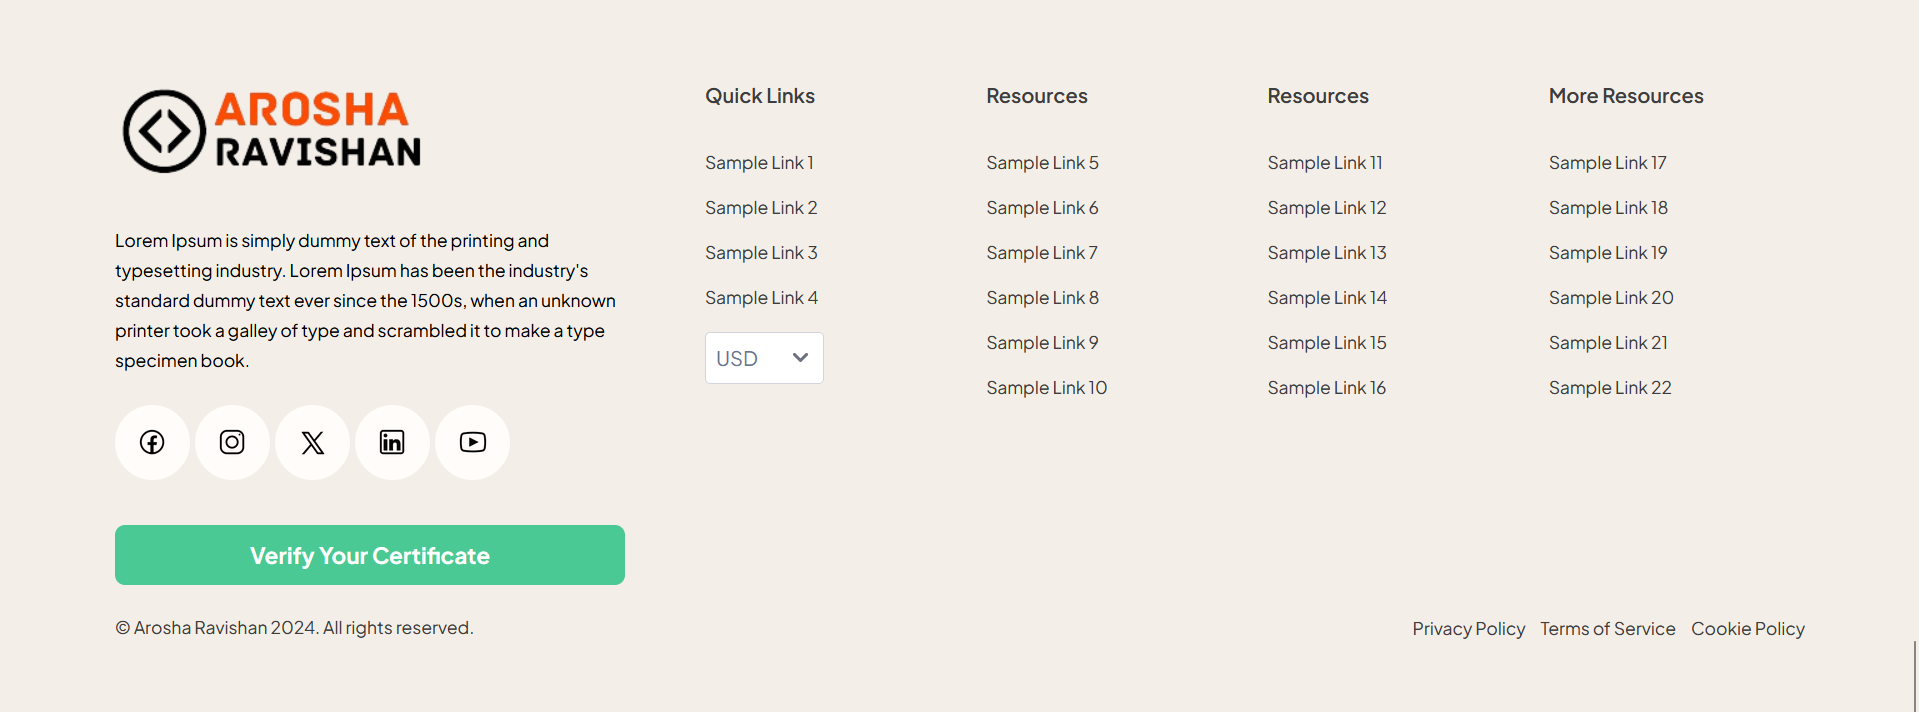 AROSHA
RAVISHAN
Lorem Ipsum is simply dummy text of the printing and
typesetting industry. Lorem Ipsum has been the industry's
standard dummy text ever since the 1500s, when an unknown
printer took a galley of type and scrambled it to make a type
specimen book.
Verify Your Certificate
Quick Links
Sample Link 1
Sample Link 2
Sample Link 3
Sample Link 4
USD
Resources
Sample Link 5
Sample Link 6
Sample Link 7
Sample Link 8
Sample Link 9
Sample Link 10
Resources
Sample Link 11
Sample Link 12
Sample Link 13
Sample Link 14
Sample Link 15
Sample Link 16
More Resources
Sample Link 17
Sample Link 18
Sample Link 19
Sample Link 20
Sample Link 21
Sample Link 22
© Arosha Ravishan 2024. All rights reserved.
Privacy Policy Terms of Service Cookie Policy